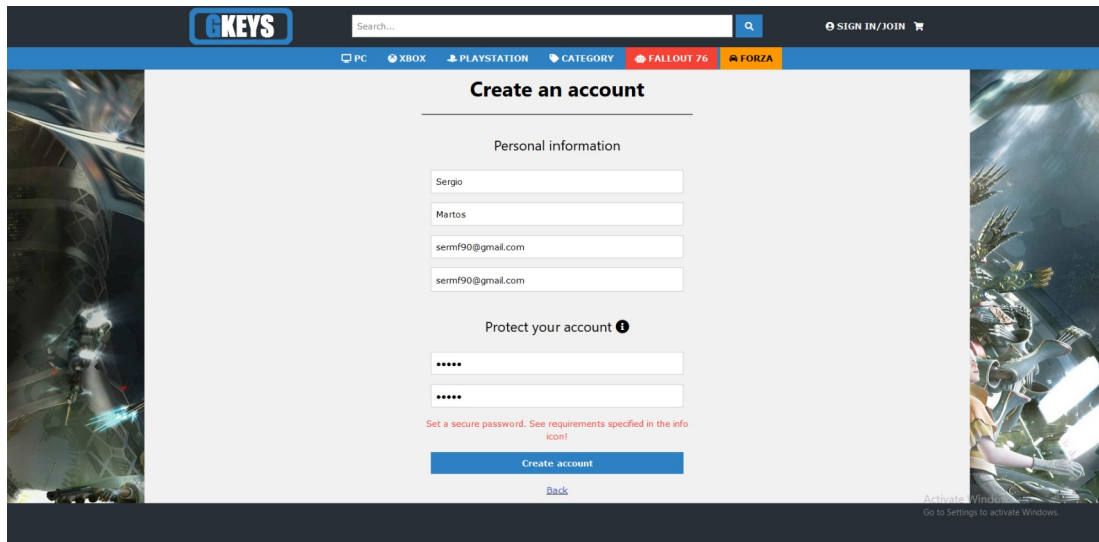 GKEYS
Search...
SIGN IN/JOIN
PC XBOX PLAYSTATION CATEGORY FALLOUT 76 FORZA
Create an account
Personal information
Sergio
Martos
sermf90@gmail.com
sermf90@gmail.com
Protect your account
•••••
•••••
Set a secure password. See requirements specified in the info
icon!
Create account
Back
Activate Windows
Go to Settings to activate Windows.